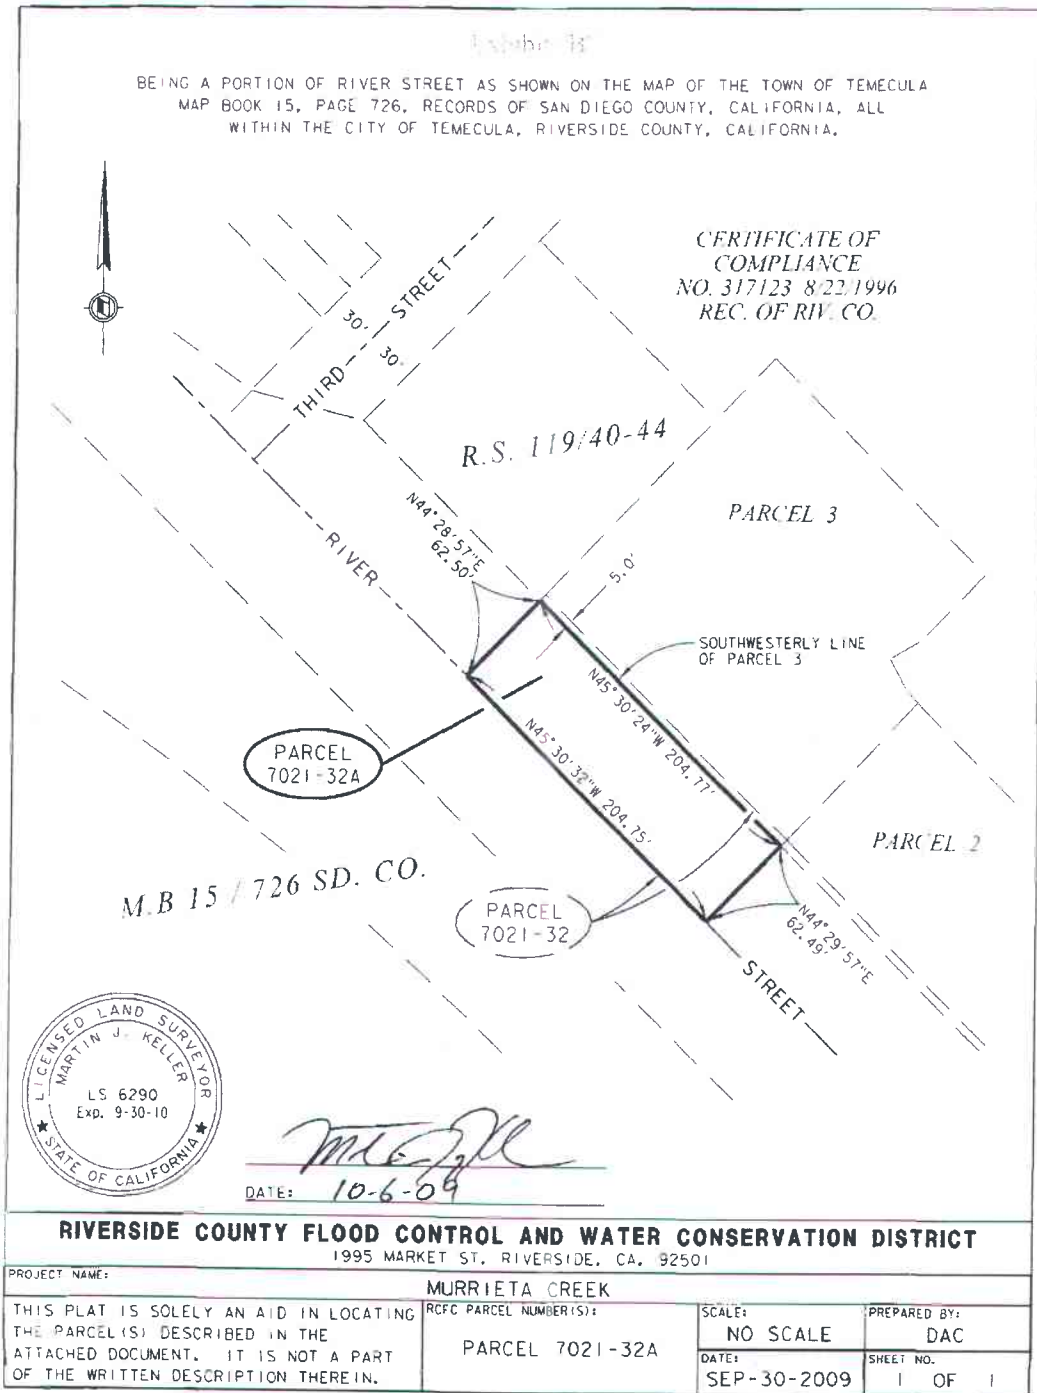 Exhibit "B"
BEING A PORTION OF RIVER STREET AS SHOWN ON THE MAP OF THE TOWN OF TEMECULA
MAP BOOK 15, PAGE 726, RECORDS OF SAN DIEGO COUNTY, CALIFORNIA, ALL
WITHIN THE CITY OF TEMECULA, RIVERSIDE COUNTY, CALIFORNIA.
CERTIFICATE OF
COMPLIANCE
NO. 317123 8/22/1996
REC. OF RIV. CO.
THIRD STREET
30'
30'
R.S. 119/40-44
PARCEL 3
N44°28'57"E
62.50'
RIVER
5.0'
SOUTHWESTERLY LINE
OF PARCEL 3
N45°30'24"W 204.77'
N45°30'32"W 204.75'
PARCEL
7021-32A
PARCEL 2
M.B 15 / 726 SD. CO.
PARCEL
7021-32
N44°29'57"E
62.49'
STREET
LICENSED LAND SURVEYOR
MARTIN J. KELLER
LS 6290
Exp. 9-30-10
STATE OF CALIFORNIA
DATE: 10-6-09
RIVERSIDE COUNTY FLOOD CONTROL AND WATER CONSERVATION DISTRICT
1995 MARKET ST. RIVERSIDE, CA. 92501
PROJECT NAME:
MURRIETA CREEK
THIS PLAT IS SOLELY AN AID IN LOCATING
THE PARCEL(S) DESCRIBED IN THE
ATTACHED DOCUMENT. IT IS NOT A PART
OF THE WRITTEN DESCRIPTION THEREIN.
RCFC PARCEL NUMBER(S):
PARCEL 7021-32A
SCALE:
NO SCALE
PREPARED BY:
DAC
DATE:
SEP-30-2009
SHEET NO.
1 OF 1